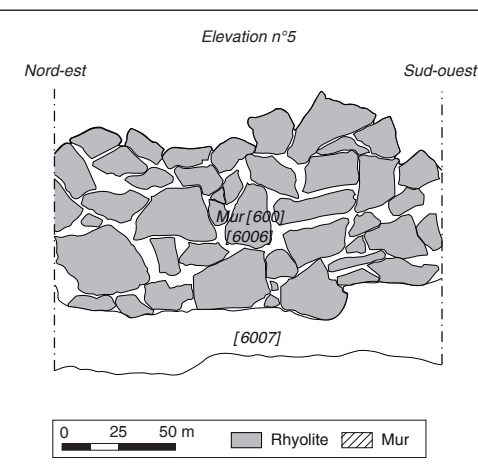 Elevation n°5
Nord-est
Sud-ouest
Mur [600]
[6006]
[6007]
0 25 50 m
Rhyolite
Mur